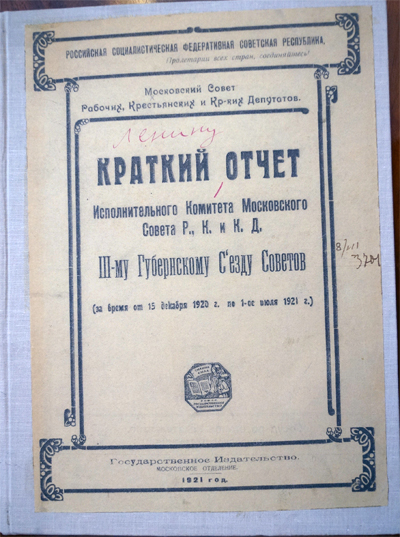 РОССИЙСКАЯ СОЦИАЛИСТИЧЕСКАЯ ФЕДЕРАТИВНАЯ СОВЕТСКАЯ РЕСПУБЛИКА.
(Пролетарии всех стран, соединяйтесь)
Московский Совет
Рабочих, Крестьянских и Кр-ких Депутатов.
Ленину
КРАТКИЙ ОТЧЕТ
Исполнительного Комитета Московского
Совета Р., К. и К. Д.
III-му Губернскому С'езду Советов
(за время от 15 декабря 1920 г. по 1-ое июля 1921 г.)
Государственное Издательство.
МОСКОВСКОЕ ОТДЕЛЕНИЕ.
1921 год.